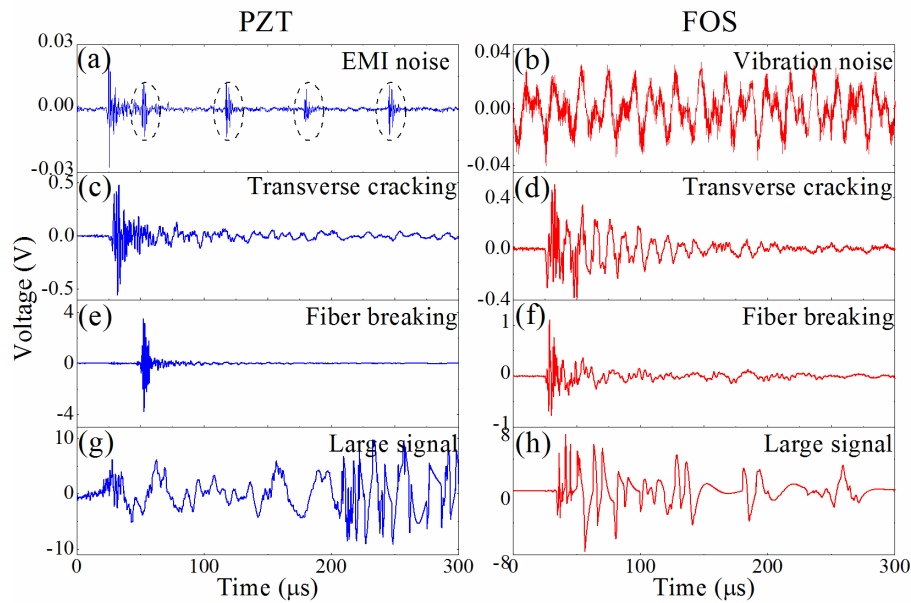 PZT FOS
(a) EMI noise
0.03
0.00
-0.03
(b) Vibration noise
0.04
0.00
-0.04
(c) Transverse cracking
0.5
0.0
-0.5
(d) Transverse cracking
0.4
0.0
-0.4
(e) Fiber breaking
4
0
-4
(f) Fiber breaking
1
0
-1
(g) Large signal
10
0
-10
(h) Large signal
8
0
-8
Voltage (V)
0 100 200 300
0 100 200 300
Time (μs) Time (μs)